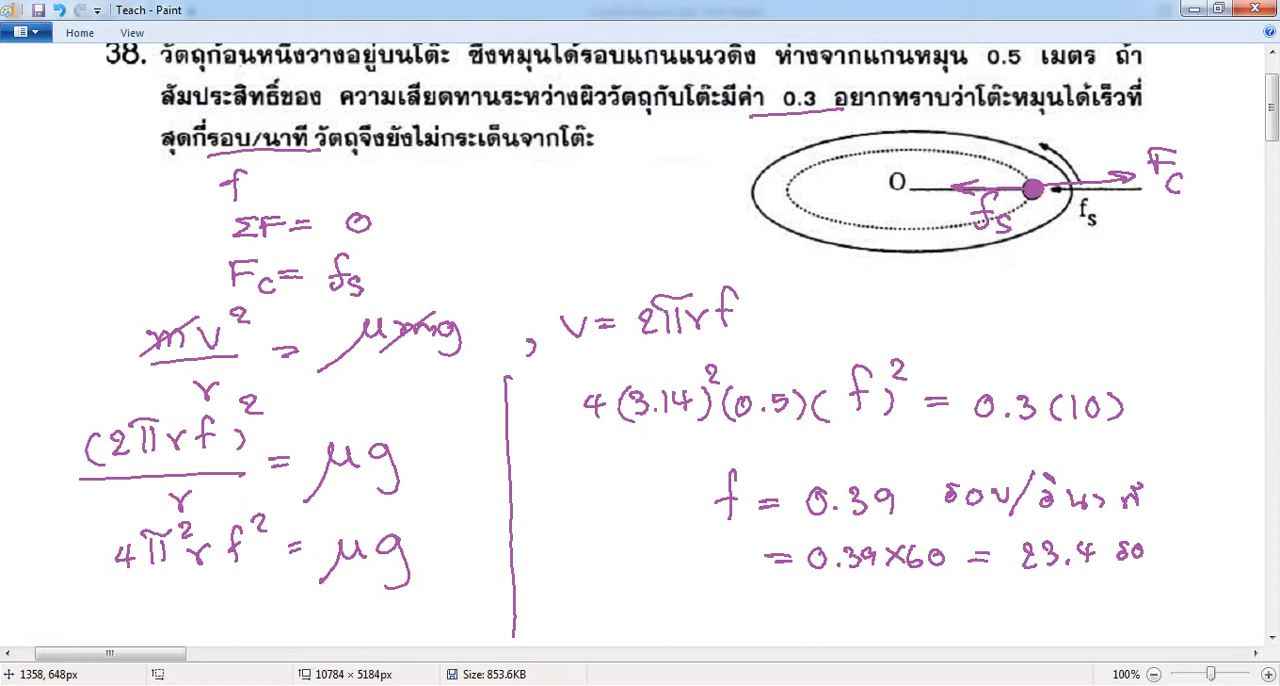 Teach - Paint
Home View
38. วัตถุก้อนหนึ่งวางอยู่บนโต๊ะ ซึ่งหมุนได้รอบแกนแนวดิ่ง ห่างจากแกนหมุน 0.5 เมตร ถ้า
สัมประสิทธิ์ของ ความเสียดทานระหว่างผิววัตถุกับโต๊ะมีค่า 0.3 อยากทราบว่าโต๊ะหมุนได้เร็วที่
สุดกี่รอบ/นาที วัตถุจึงยังไม่กระเด็นจากโต๊ะ
O
fs
Fc
fs
f
ΣF = 0
Fc = fs
mv²/r = μmg , v = 2πrf
(2πrf)²/r = μg
4π²rf² = μg
4(3.14)²(0.5)(f)² = 0.3(10)
f = 0.39 รอบ/วินาที
= 0.39×60 = 23.4 รอ
1358, 648px
10784 × 5184px
Size: 853.6KB
100%